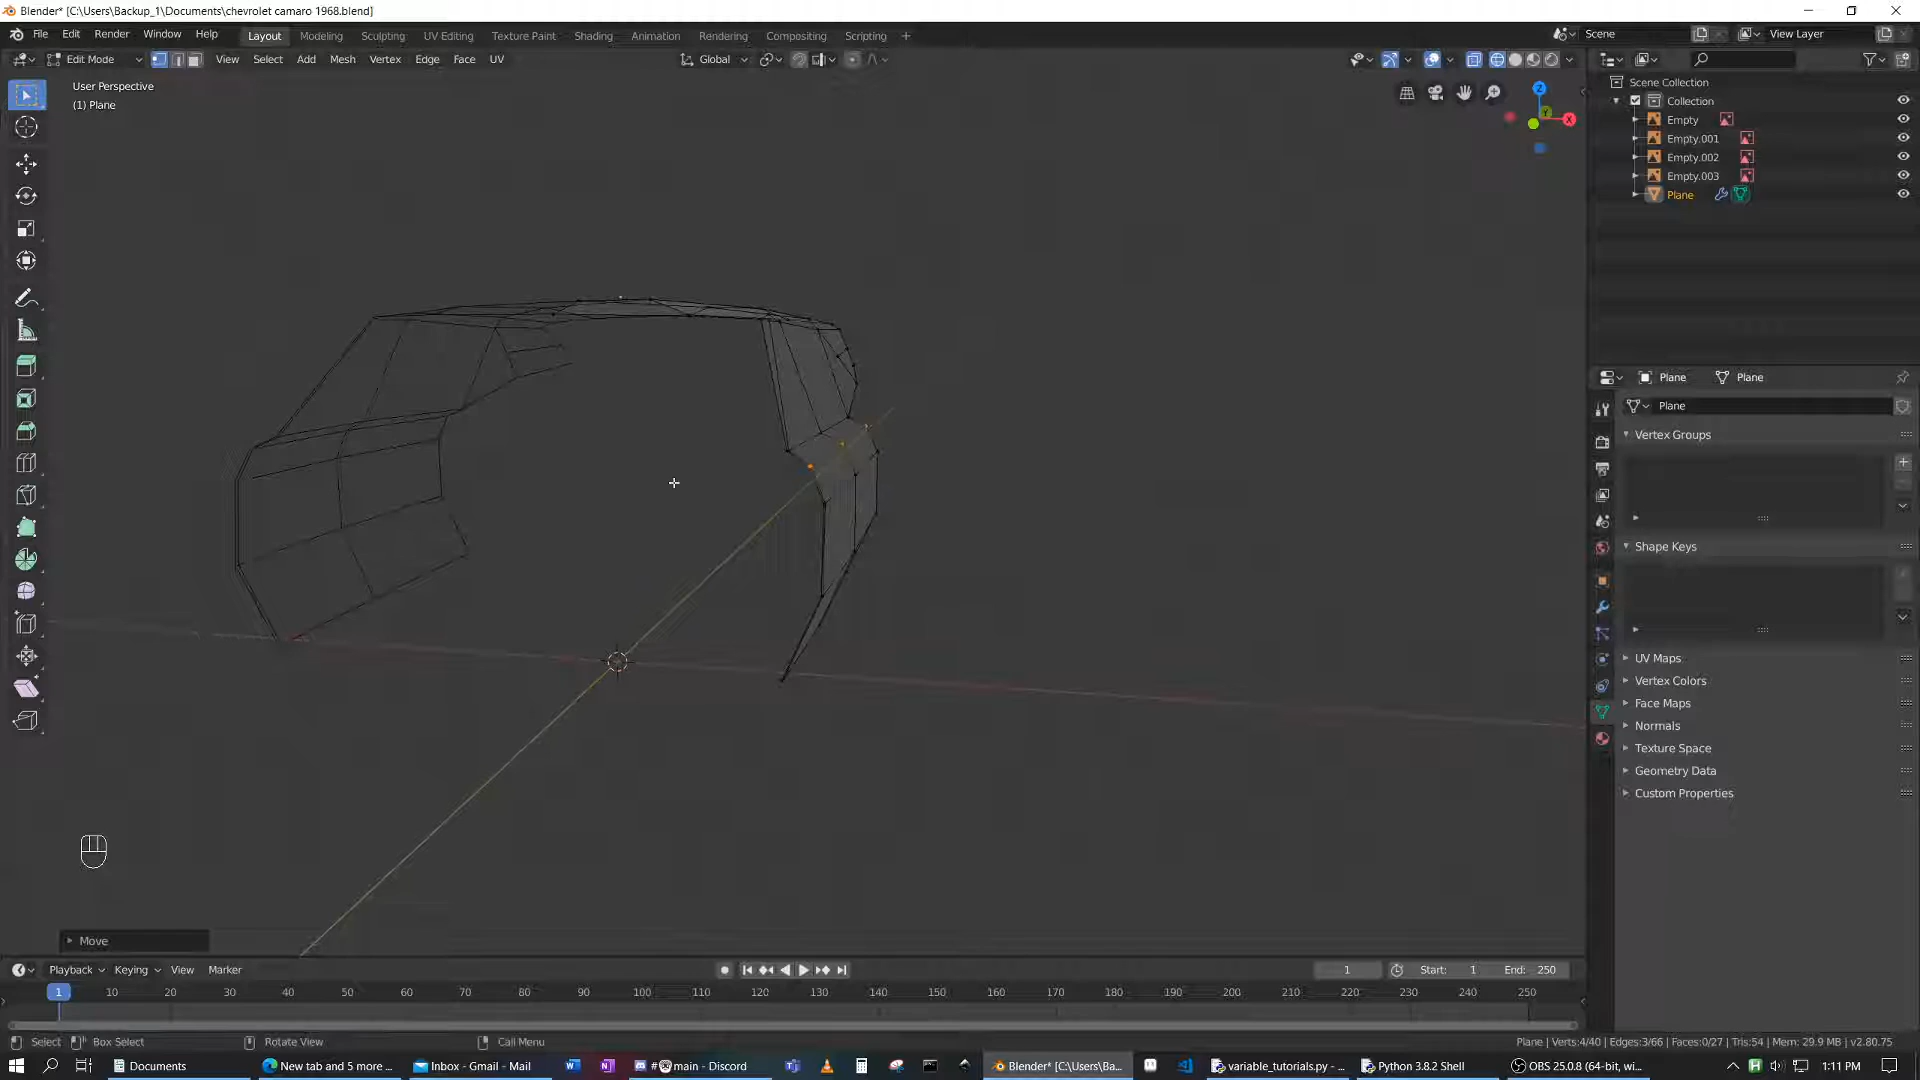 Blender* [C:\Users\Backup_1\Documents\chevrolet camaro 1968.blend]
File Edit Render Window Help Layout Modeling Sculpting UV Editing Texture Paint Shading Animation Rendering Compositing Scripting + Scene View Layer
Edit Mode View Select Add Mesh Vertex Edge Face UV Global
User Perspective
(1) Plane
Z
Y
X
Scene Collection
Collection
Empty
Empty.001
Empty.002
Empty.003
Plane
Plane Plane
Plane
Vertex Groups
Shape Keys
UV Maps
Vertex Colors
Face Maps
Normals
Texture Space
Geometry Data
Custom Properties
Move
Playback Keying View Marker 1 Start: 1 End: 250
1 10 20 30 40 50 60 70 80 90 100 110 120 130 140 150 160 170 180 190 200 210 220 230 240 250
Select Box Select Rotate View Call Menu Plane | Verts:4/40 | Edges:3/66 | Faces:0/27 | Tris:54 | Mem: 29.9 MB | v2.80.75
Documents New tab and 5 more ... Inbox - Gmail - Mail main - Discord Blender* [C:\Users\Ba... variable_tutorials.py - ... Python 3.8.2 Shell OBS 25.0.8 (64-bit, wi... 1:11 PM